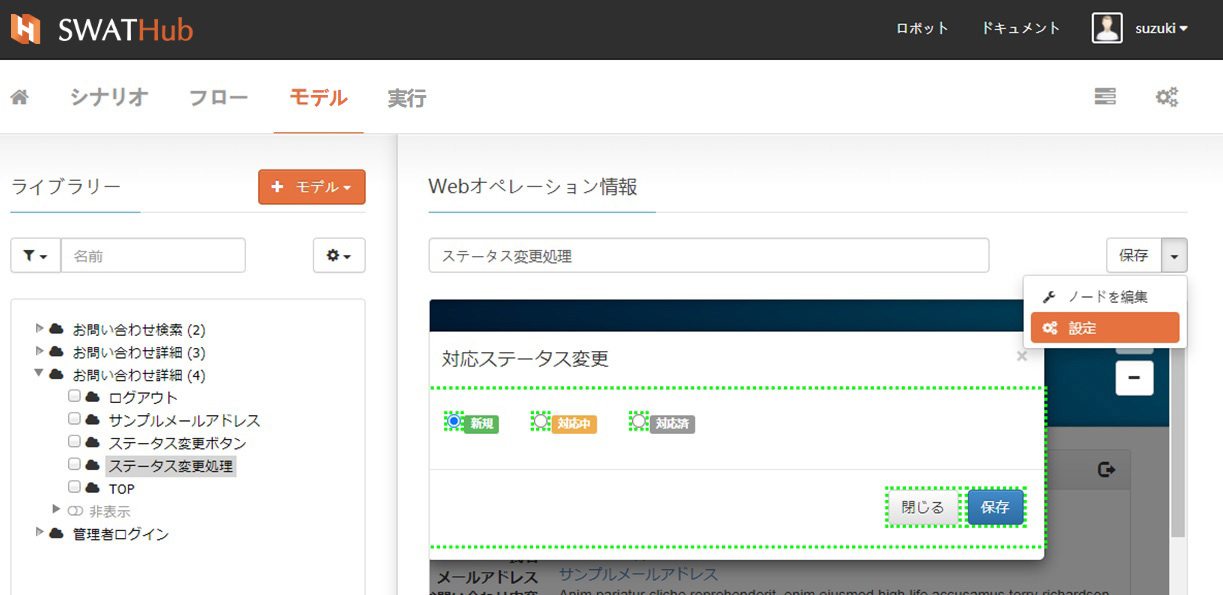 SWATHub
ロボット ドキュメント suzuki
シナリオ フロー モデル 実行
ライブラリー
モデル
Webオペレーション情報
名前
ステータス変更処理
保存
ノードを編集
設定
お問い合わせ検索 (2)
お問い合わせ詳細 (3)
お問い合わせ詳細 (4)
ログアウト
サンプルメールアドレス
ステータス変更ボタン
ステータス変更処理
TOP
非表示
管理者ログイン
対応ステータス変更 ×
新規 対応中 対応済
閉じる 保存
メールアドレス サンプルメールアドレス
Anim pariatur cliche reprehenderit, enim eiusmod high life accusamus terry richardson